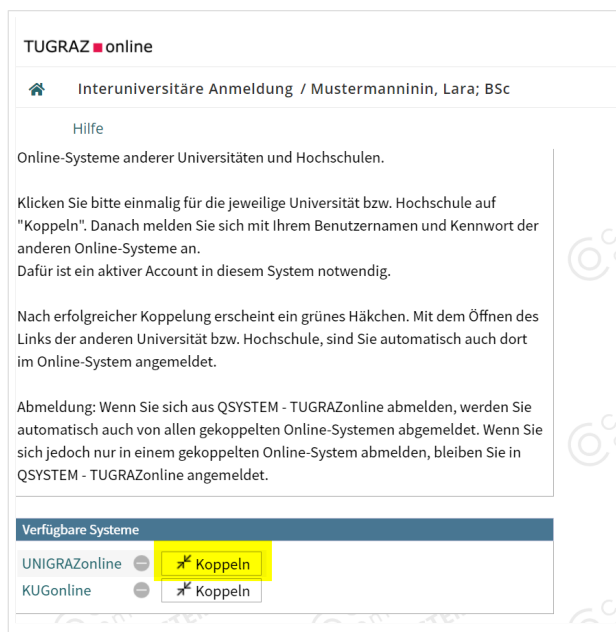 TUGRAZ online
Interuniversitäre Anmeldung / Mustermanninin, Lara; BSc
Hilfe
Online-Systeme anderer Universitäten und Hochschulen.
Klicken Sie bitte einmalig für die jeweilige Universität bzw. Hochschule auf
"Koppeln". Danach melden Sie sich mit Ihrem Benutzernamen und Kennwort der
anderen Online-Systeme an.
Dafür ist ein aktiver Account in diesem System notwendig.
Nach erfolgreicher Koppelung erscheint ein grünes Häkchen. Mit dem Öffnen des
Links der anderen Universität bzw. Hochschule, sind Sie automatisch auch dort
im Online-System angemeldet.
Abmeldung: Wenn Sie sich aus QSYSTEM - TUGRAZonline abmelden, werden Sie
automatisch auch von allen gekoppelten Online-Systemen abgemeldet. Wenn Sie
sich jedoch nur in einem gekoppelten Online-System abmelden, bleiben Sie in
QSYSTEM - TUGRAZonline angemeldet.
Verfügbare Systeme
UNIGRAZonline Koppeln
KUGonline Koppeln